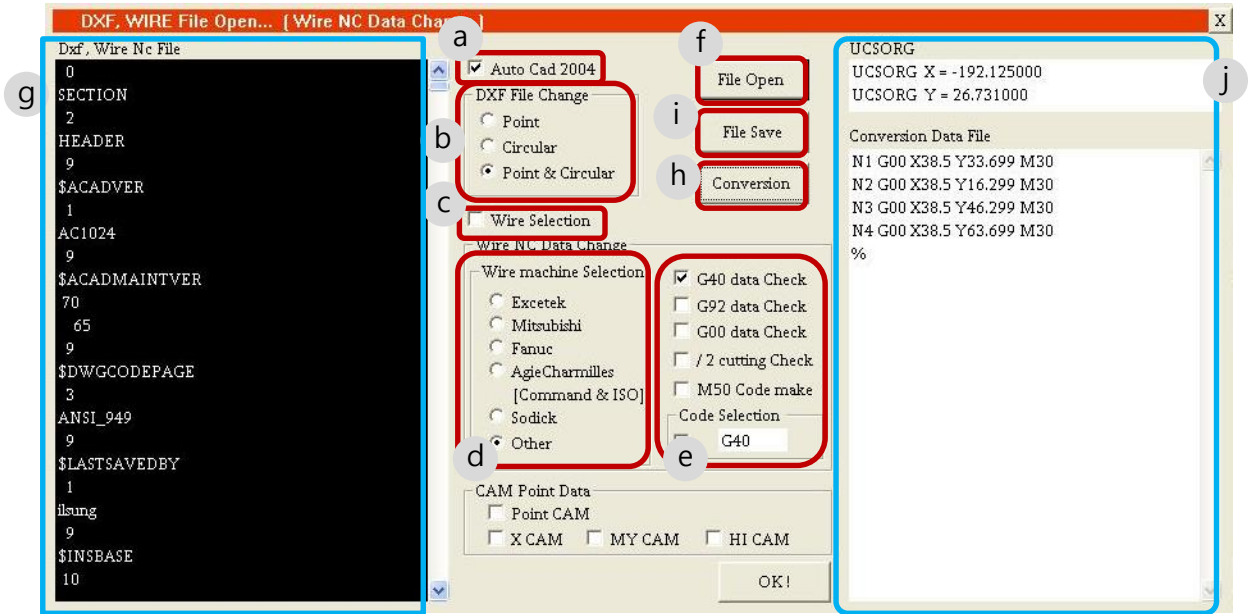 DXF, WIRE File Open... [ Wire NC Data Cha
X
Dxf , Wire Nc File
g
0
SECTION
2
HEADER
9
$ACADVER
1
AC1024
9
$ACADMAINTVER
70
65
9
$DWGCODEPAGE
3
ANSI_949
9
$LASTSAVEDBY
1
ilsung
9
$INSBASE
10
a
Auto Cad 2004
b
DXF File Change
Point
Circular
Point & Circular
c
Wire Selection
Wire NC Data Change
d
Wire machine Selection
Excetek
Mitsubishi
Fanuc
AgieCharmilles
[Command & ISO]
Sodick
Other
e
G40 data Check
G92 data Check
G00 data Check
/ 2 cutting Check
M50 Code make
Code Selection
G40
CAM Point Data
Point CAM
X CAM MY CAM HI CAM
OK!
f
File Open
i
File Save
h
Conversion
j
UCSORG
UCSORG X = -192.125000
UCSORG Y = 26.731000
Conversion Data File
N1 G00 X38.5 Y33.699 M30
N2 G00 X38.5 Y16.299 M30
N3 G00 X38.5 Y46.299 M30
N4 G00 X38.5 Y63.699 M30
%